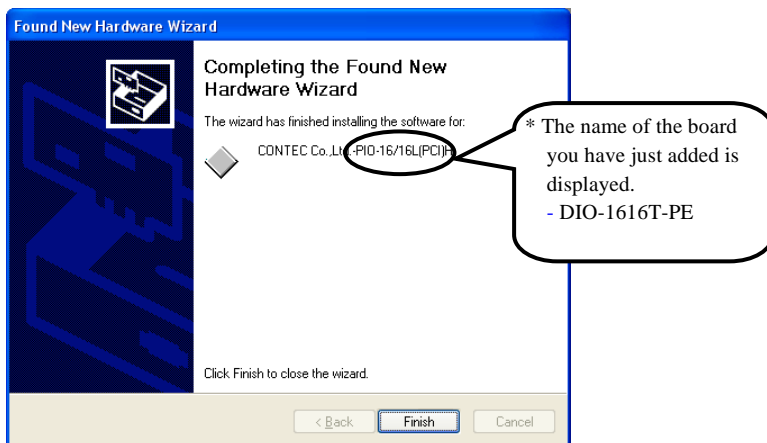 Found New Hardware Wizard
Completing the Found New
Hardware Wizard
The wizard has finished installing the software for:
CONTEC Co.,Ltd.-PIO-16/16L(PCI)H
Click Finish to close the wizard.
< Back
Finish
Cancel
* The name of the board
you have just added is
displayed.
- DIO-1616T-PE